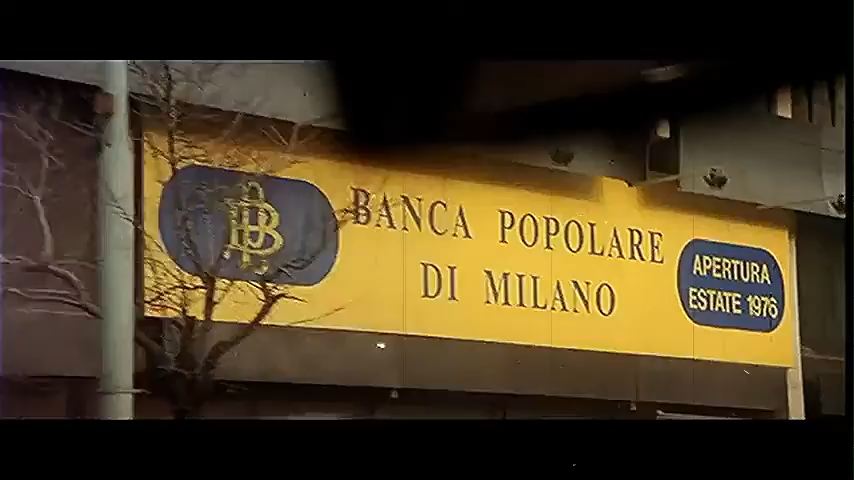 BANCA POPOLARE
DI MILANO
APERTURA
ESTATE 1976